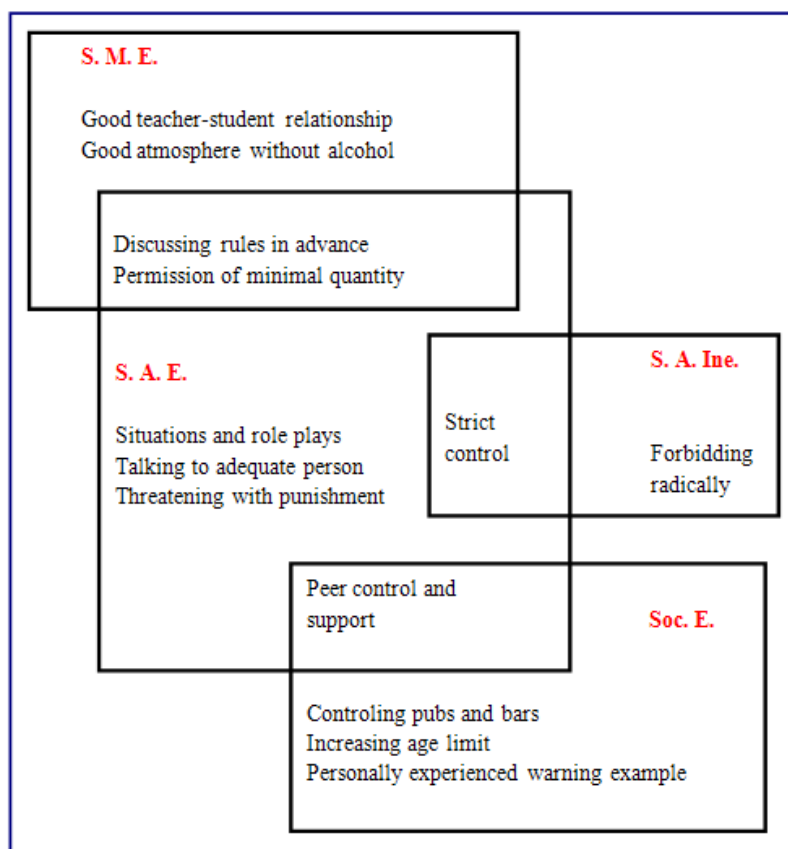 S. M. E.
Good teacher-student relationship
Good atmosphere without alcohol
Discussing rules in advance
Permission of minimal quantity
S. A. E.
Situations and role plays
Talking to adequate person
Threatening with punishment
Strict
control
S. A. Ine.
Forbidding
radically
Peer control and
support
Soc. E.
Controling pubs and bars
Increasing age limit
Personally experienced warning example